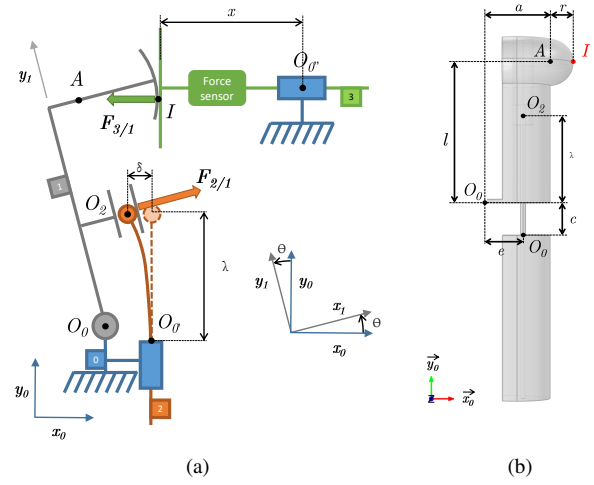 x
y₁
A
O₀"
Force
sensor
I
3
F₃/₁
1
δ
F₂/₁
O₂
λ
θ
y₁
y₀
x₁
θ
x₀
O₀
O₀'
0
y₀
2
x₀
(a)
a
r
A
I
O₂
l
λ
O₀
c
e
O₀
y₀
z
x₀
(b)